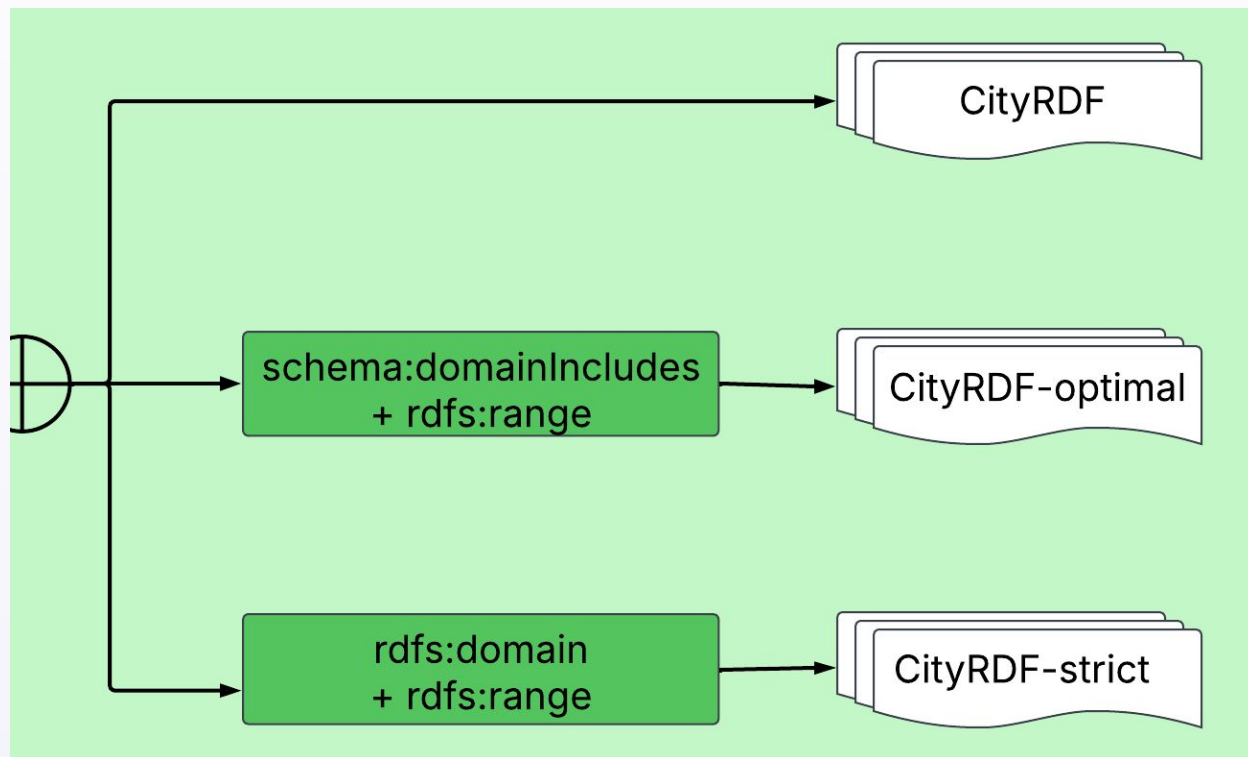 CityRDF
schema:domainIncludes
+ rdfs:range
CityRDF-optimal
rdfs:domain
+ rdfs:range
CityRDF-strict